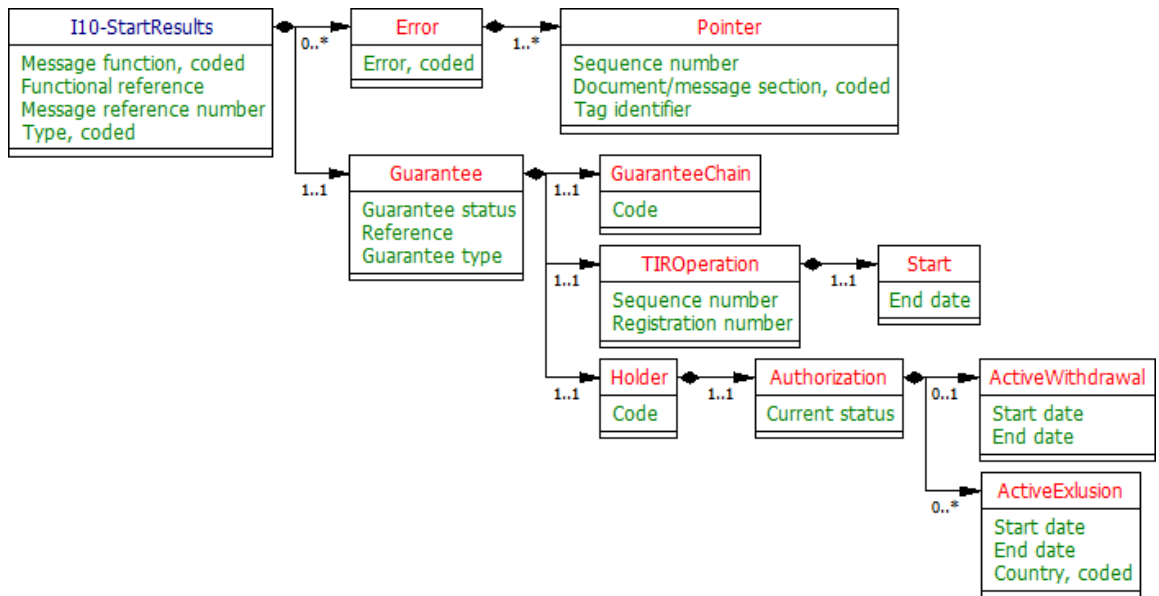 I10-StartResults
Message function, coded
Functional reference
Message reference number
Type, coded
0..*
Error
Error, coded
1..*
Pointer
Sequence number
Document/message section, coded
Tag identifier
1..1
Guarantee
Guarantee status
Reference
Guarantee type
1..1
GuaranteeChain
Code
1..1
TIROperation
Sequence number
Registration number
1..1
Start
End date
1..1
Holder
Code
1..1
Authorization
Current status
0..1
ActiveWithdrawal
Start date
End date
0..*
ActiveExlusion
Start date
End date
Country, coded